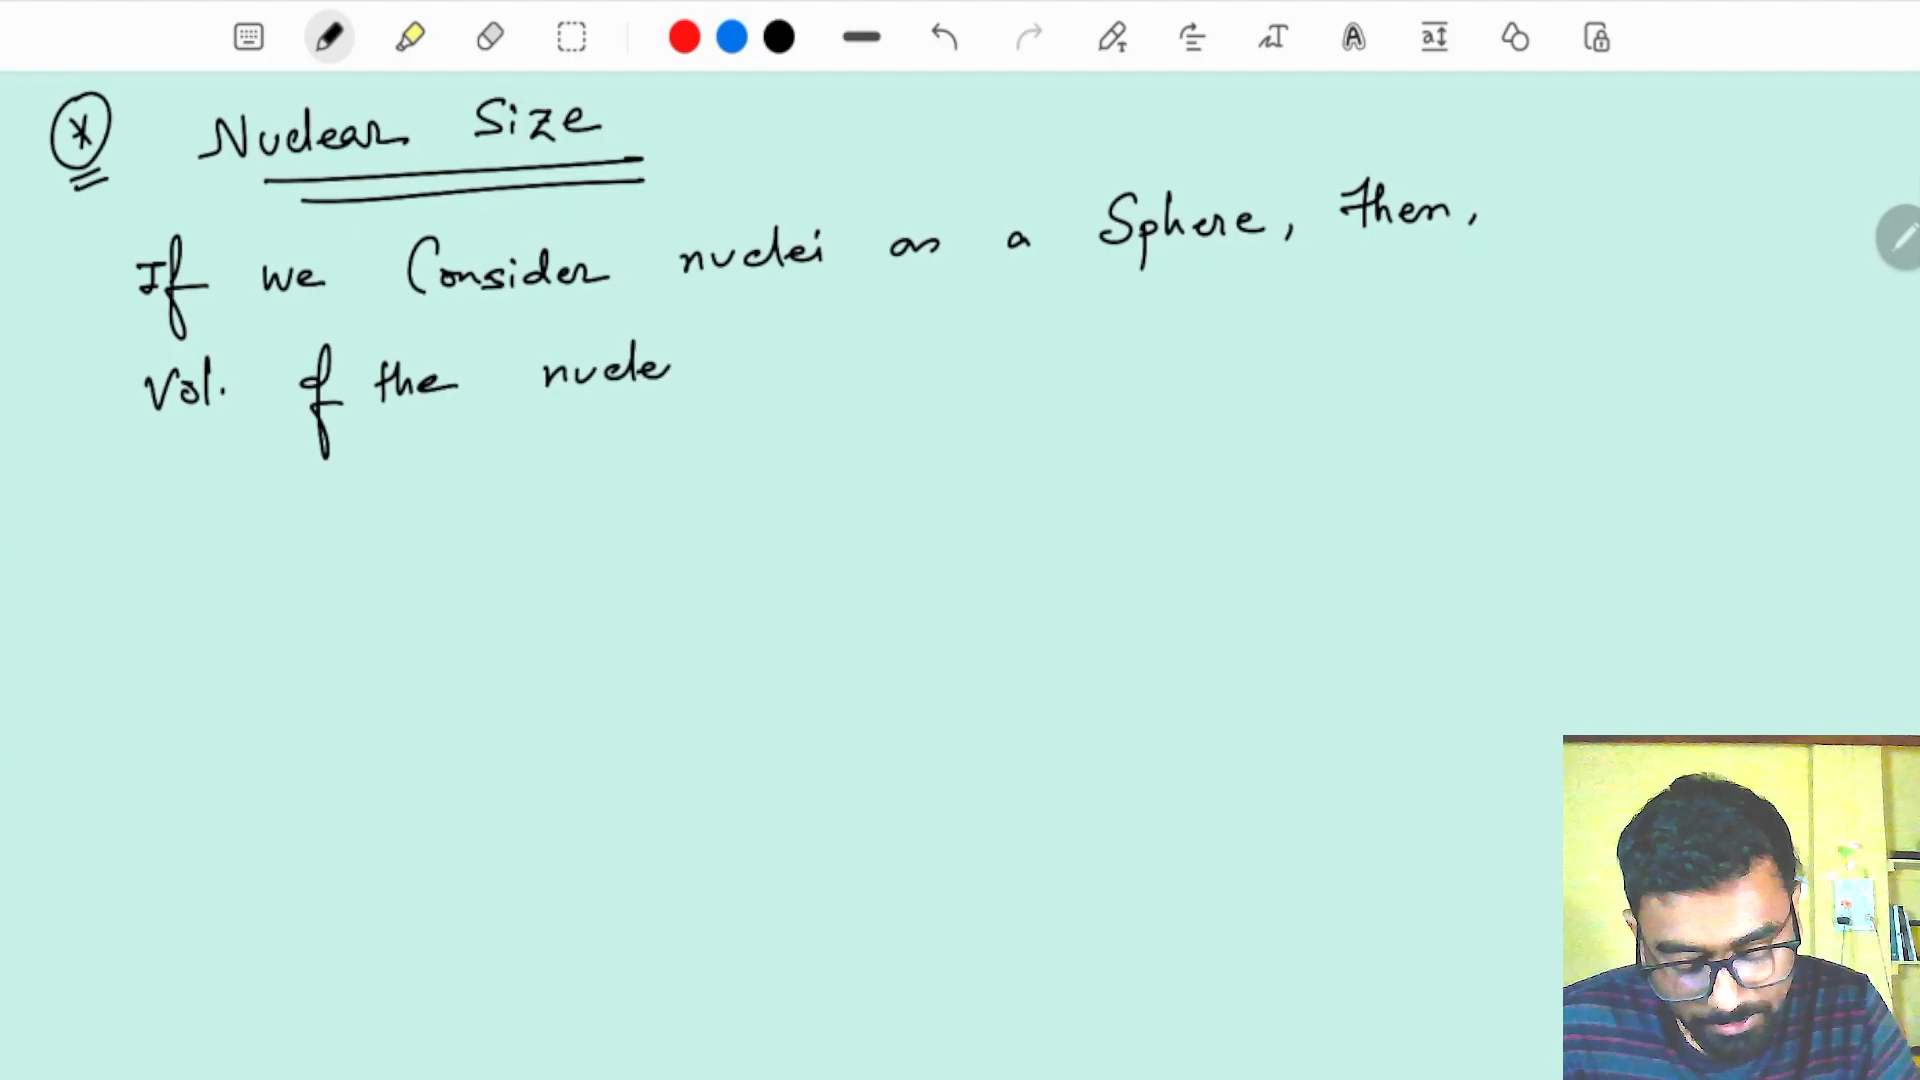 Nuclear Size
If we Consider nuclei as a Sphere, then,
Vol. of the nucle